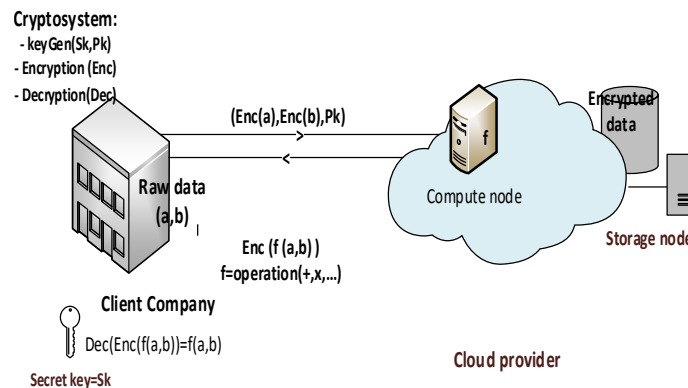 Cryptosystem:
- keyGen(Sk,Pk)
- Encryption (Enc)
- Decryption(Dec)
(Enc(a),Enc(b),Pk)
Encrypted
data
f
Raw data
(a,b)
Compute node
Storage node
Enc (f (a,b) )
f=operation(+,x,...)
Client Company
Dec(Enc(f(a,b))=f(a,b)
Cloud provider
Secret key=Sk